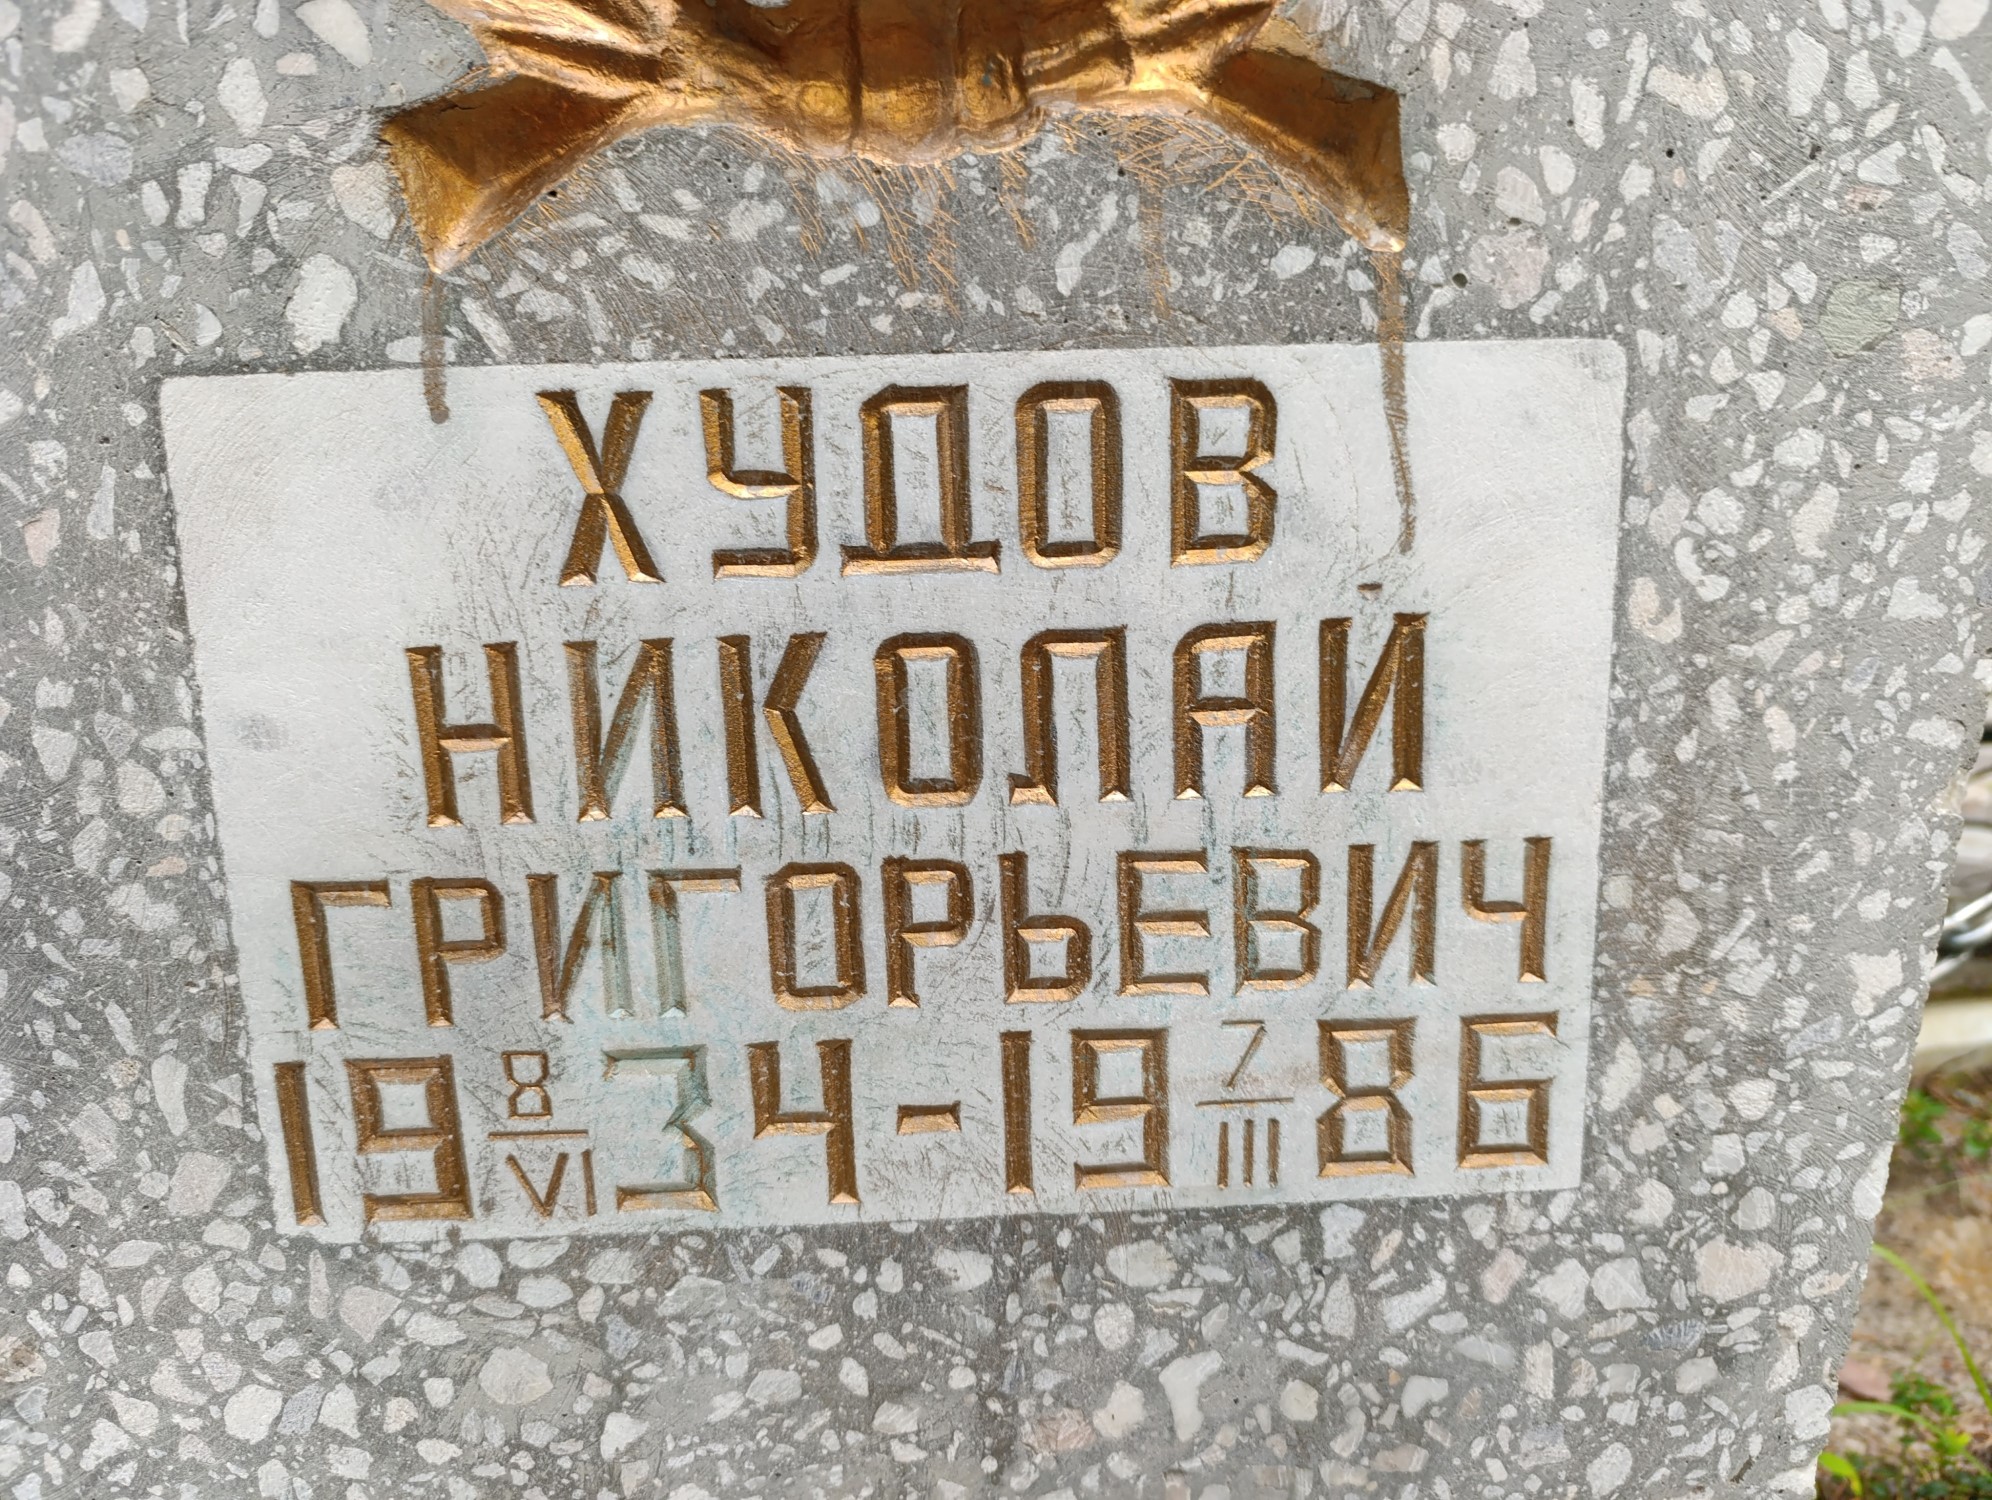 ХУДОВ
НИКОЛАЙ
ГРИГОРЬЕВИЧ
19 8/VI 34-19 7/III 86